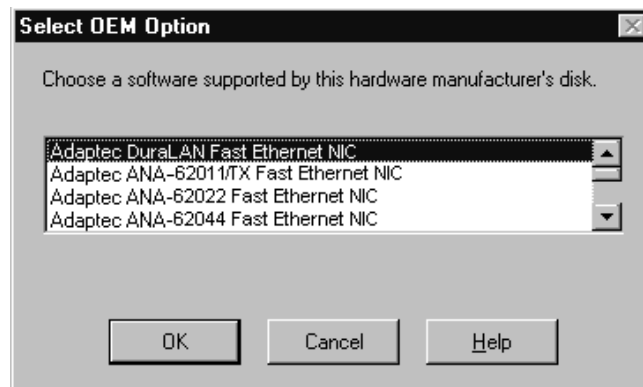 Select OEM Option
Choose a software supported by this hardware manufacturer's disk.
Adaptec DuraLAN Fast Ethernet NIC
Adaptec ANA-62011/TX Fast Ethernet NIC
Adaptec ANA-62022 Fast Ethernet NIC
Adaptec ANA-62044 Fast Ethernet NIC
OK
Cancel
Help